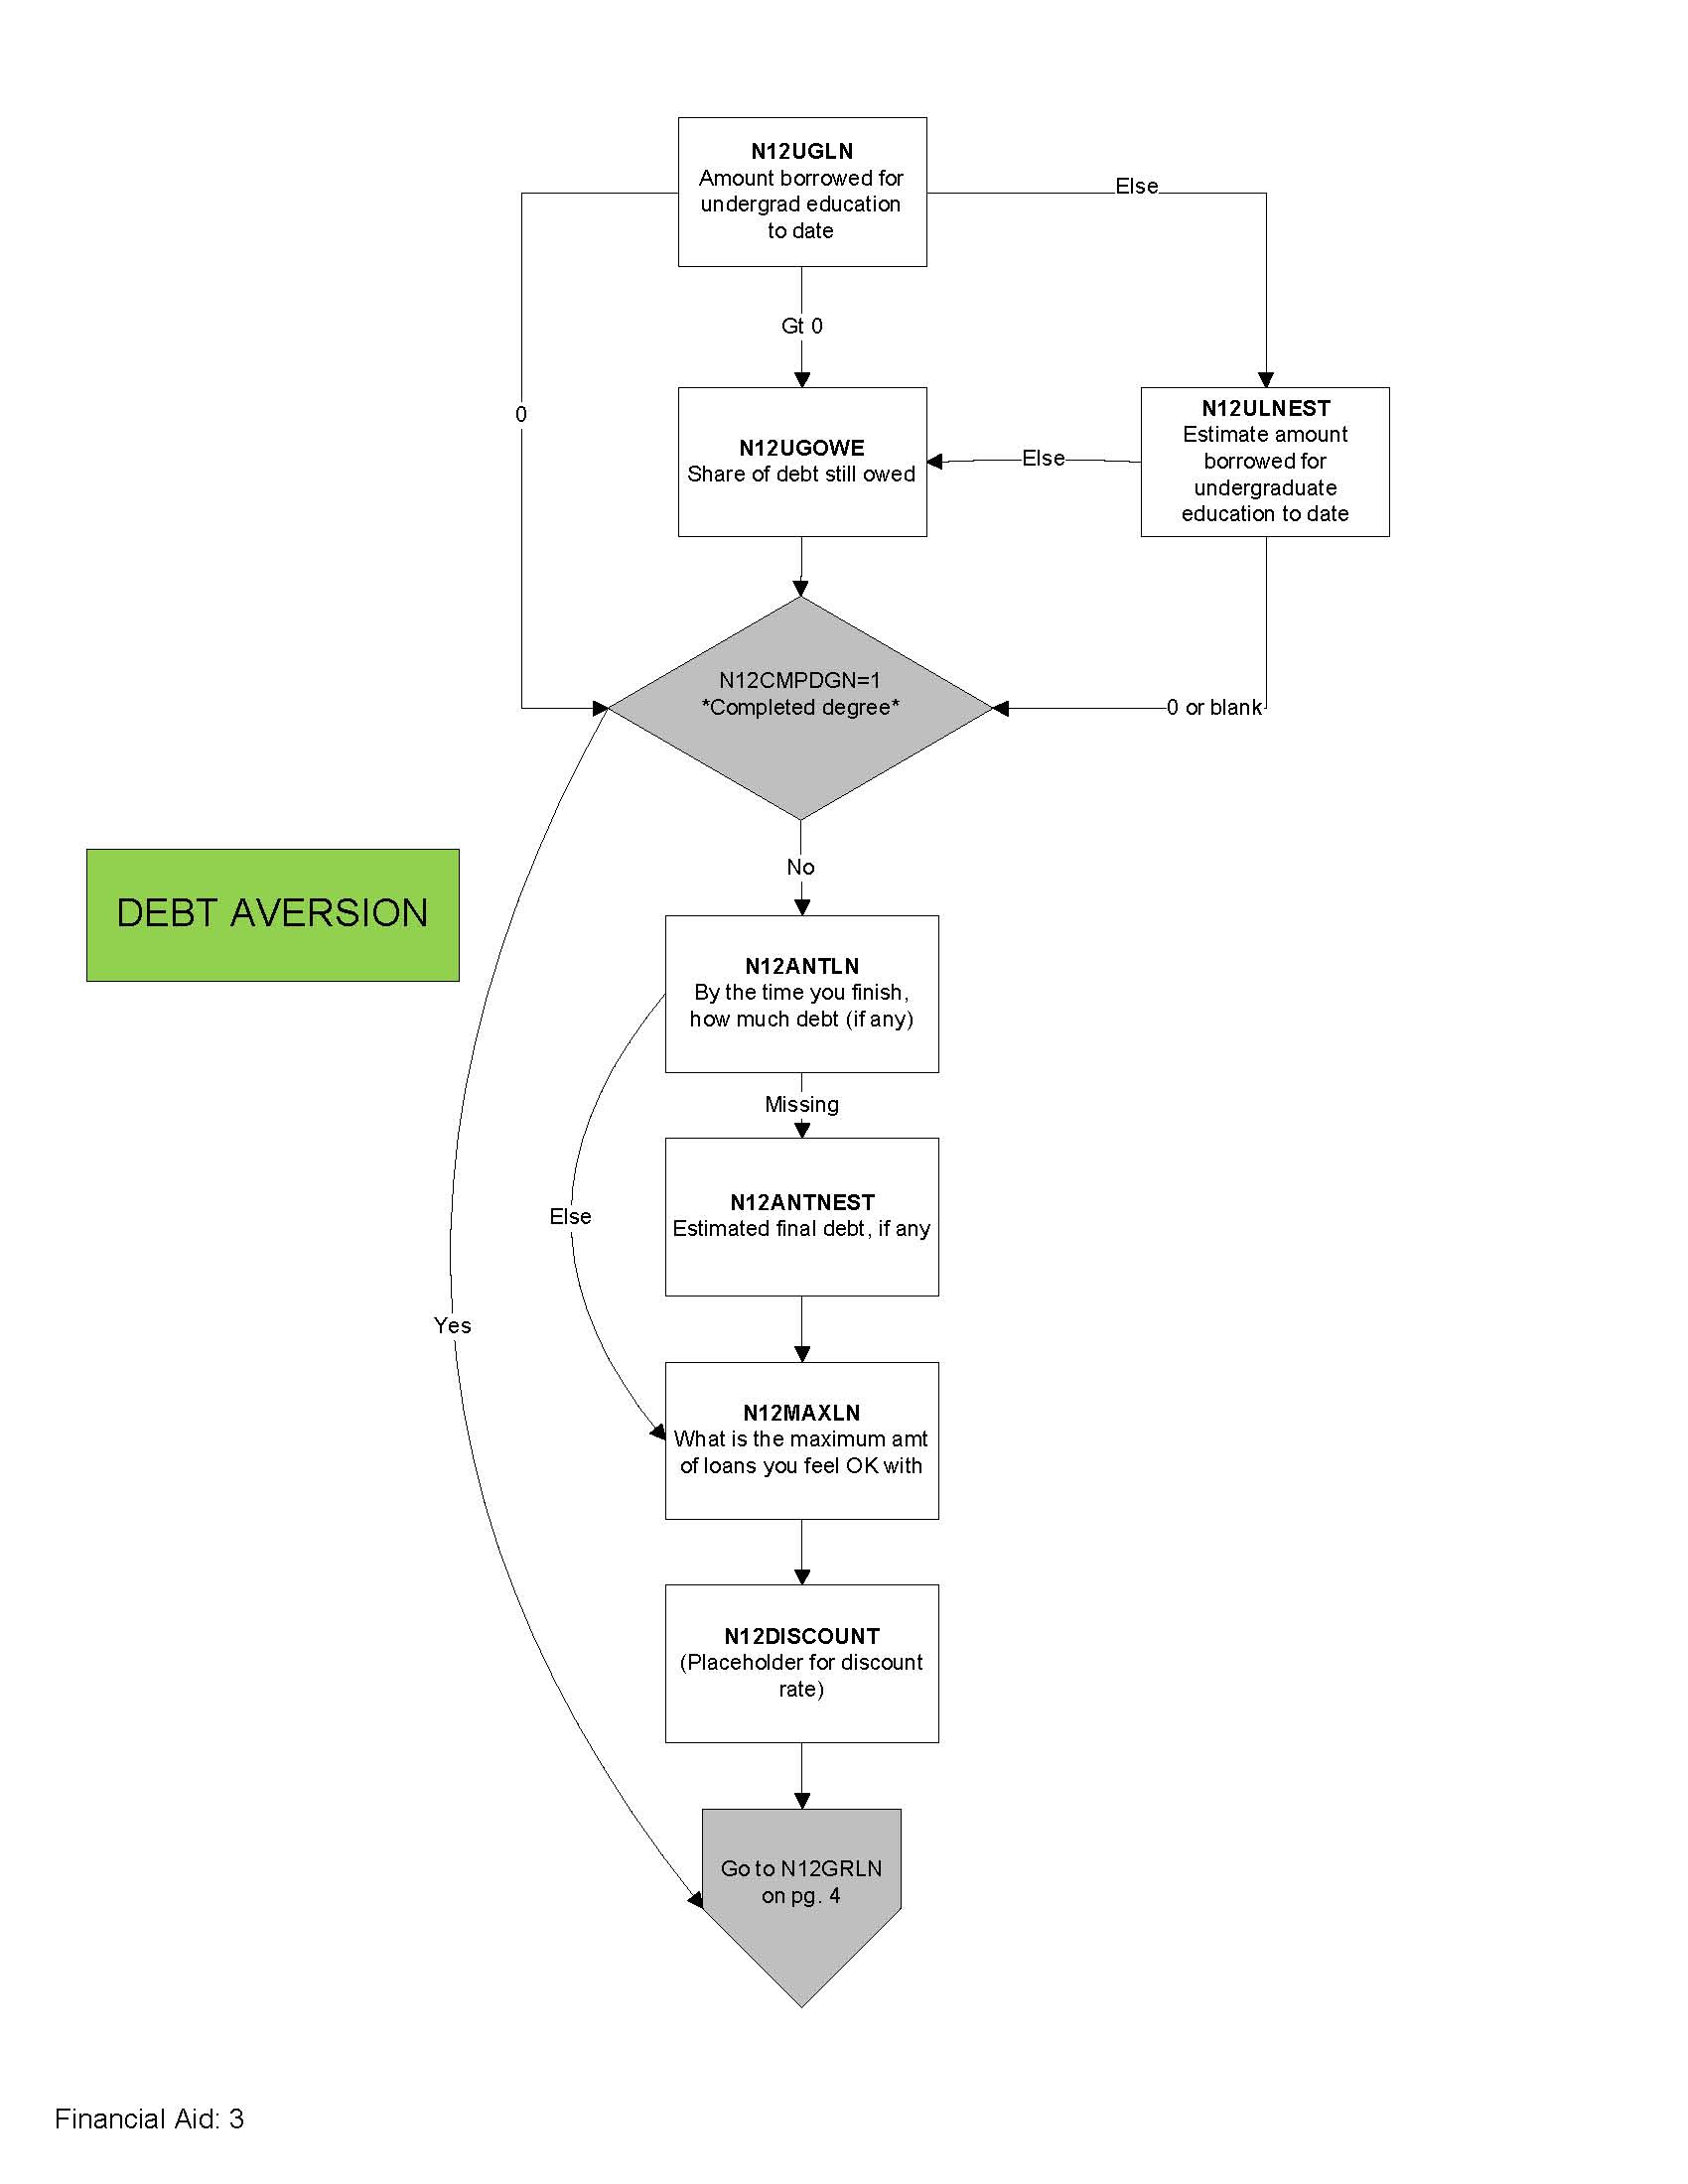 N12UGLN
Amount borrowed for
undergrad education
to date
Else
Gt 0
0
N12UGOWE
Share of debt still owed
Else
N12ULNEST
Estimate amount
borrowed for
undergraduate
education to date
N12CMPDGN=1
*Completed degree*
0 or blank
No
DEBT AVERSION
N12ANTLN
By the time you finish,
how much debt (if any)
Missing
N12ANTNEST
Estimated final debt, if any
Else
Yes
N12MAXLN
What is the maximum amt
of loans you feel OK with
N12DISCOUNT
(Placeholder for discount
rate)
Go to N12GRLN
on pg. 4
Financial Aid: 3